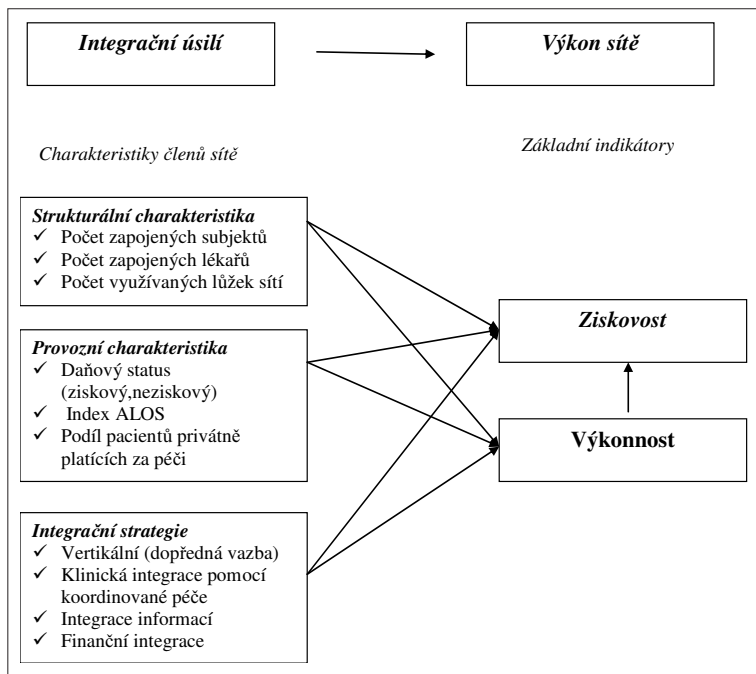 Integrační úsilí
Výkon sítě
Charakteristiky členů sítě
Základní indikátory
Strukturální charakteristika
✓ Počet zapojených subjektů
✓ Počet zapojených lékařů
✓ Počet využívaných lůžek sítí
Provozní charakteristika
✓ Daňový status
(ziskový,neziskový)
✓ Index ALOS
✓ Podíl pacientů privátně
platících za péči
Integrační strategie
✓ Vertikální (dopředná vazba)
✓ Klinická integrace pomocí
koordinované péče
✓ Integrace informací
✓ Finanční integrace
Ziskovost
Výkonnost